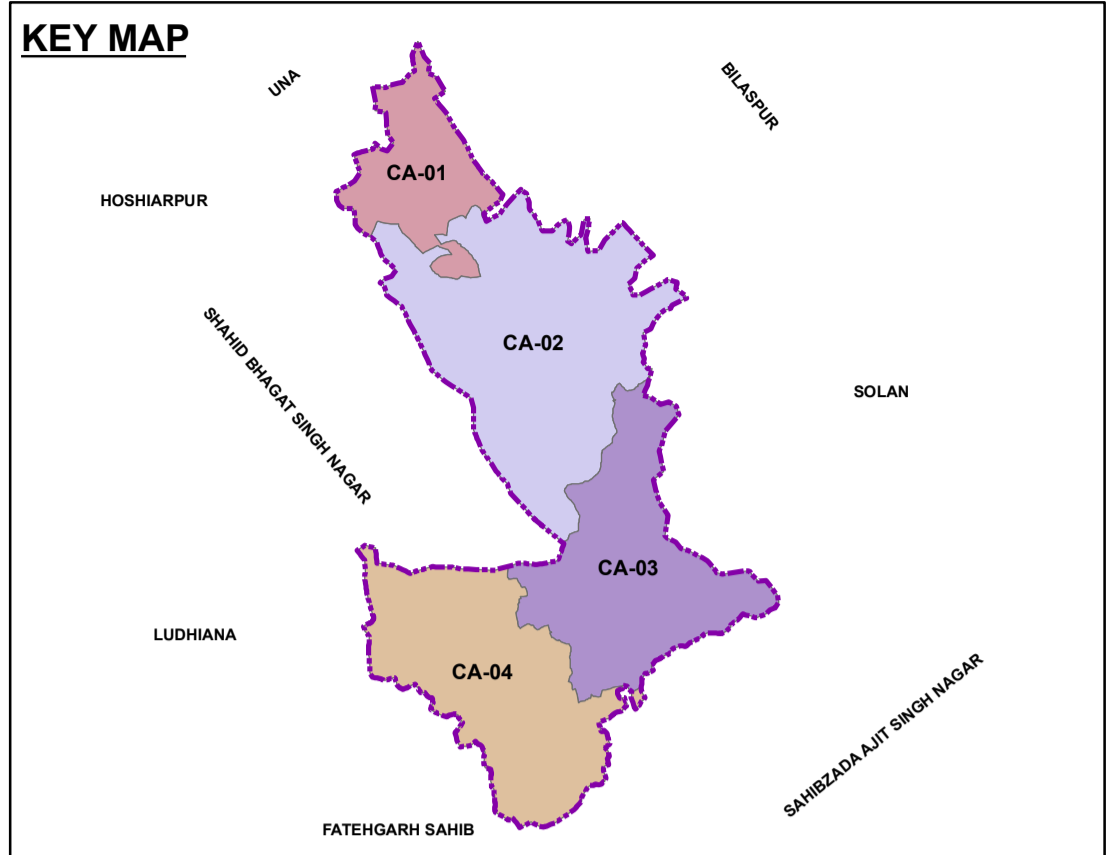 KEY MAP
UNA
BILASPUR
CA-01
HOSHIARPUR
CA-02
SHAHID BHAGAT SINGH NAGAR
SOLAN
CA-03
LUDHIANA
CA-04
SAHIBZADA AJIT SINGH NAGAR
FATEHGARH SAHIB